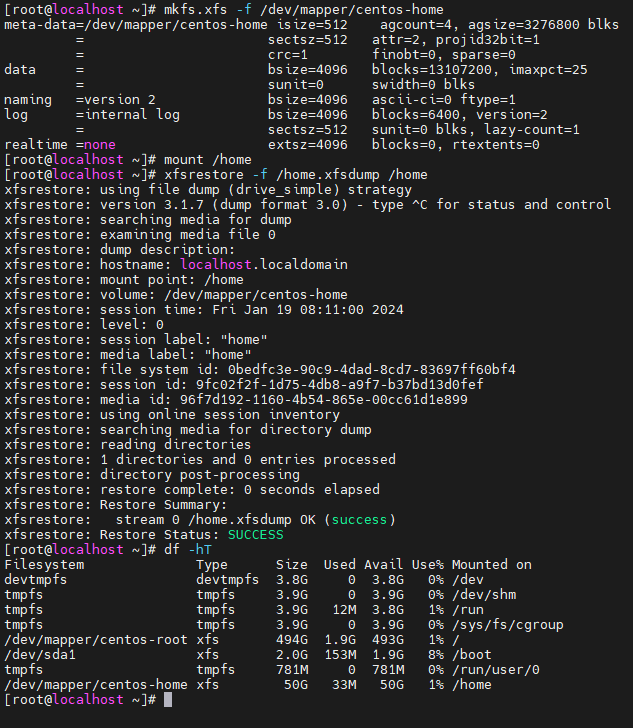 [root@localhost ~]# mkfs.xfs -f /dev/mapper/centos-home
meta-data=/dev/mapper/centos-home isize=512    agcount=4, agsize=3276800 blks
         =                       sectsz=512   attr=2, projid32bit=1
         =                       crc=1        finobt=0, sparse=0
data     =                       bsize=4096   blocks=13107200, imaxpct=25
         =                       sunit=0      swidth=0 blks
naming   =version 2              bsize=4096   ascii-ci=0 ftype=1
log      =internal log           bsize=4096   blocks=6400, version=2
         =                       sectsz=512   sunit=0 blks, lazy-count=1
realtime =none                   extsz=4096   blocks=0, rtextents=0
[root@localhost ~]# mount /home
[root@localhost ~]# xfsrestore -f /home.xfsdump /home
xfsrestore: using file dump (drive_simple) strategy
xfsrestore: version 3.1.7 (dump format 3.0) - type ^C for status and control
xfsrestore: searching media for dump
xfsrestore: examining media file 0
xfsrestore: dump description:
xfsrestore: hostname: localhost.localdomain
xfsrestore: mount point: /home
xfsrestore: volume: /dev/mapper/centos-home
xfsrestore: session time: Fri Jan 19 08:11:00 2024
xfsrestore: level: 0
xfsrestore: session label: "home"
xfsrestore: media label: "home"
xfsrestore: file system id: 0bedfc3e-90c9-4dad-8cd7-83697ff60bf4
xfsrestore: session id: 9fc02f2f-1d75-4db8-a9f7-b37bd13d0fef
xfsrestore: media id: 96f7d192-1160-4b54-865e-00cc61d1e899
xfsrestore: using online session inventory
xfsrestore: searching media for directory dump
xfsrestore: reading directories
xfsrestore: 1 directories and 0 entries processed
xfsrestore: directory post-processing
xfsrestore: restore complete: 0 seconds elapsed
xfsrestore: Restore Summary:
xfsrestore:   stream 0 /home.xfsdump OK (success)
xfsrestore: Restore Status: SUCCESS
[root@localhost ~]# df -hT
Filesystem              Type      Size  Used Avail Use% Mounted on
devtmpfs                devtmpfs  3.8G     0  3.8G   0% /dev
tmpfs                   tmpfs     3.9G     0  3.9G   0% /dev/shm
tmpfs                   tmpfs     3.9G   12M  3.8G   1% /run
tmpfs                   tmpfs     3.9G     0  3.9G   0% /sys/fs/cgroup
/dev/mapper/centos-root xfs       494G  1.9G  493G   1% /
/dev/sda1               xfs       2.0G  153M  1.9G   8% /boot
tmpfs                   tmpfs     781M     0  781M   0% /run/user/0
/dev/mapper/centos-home xfs        50G   33M   50G   1% /home
[root@localhost ~]#